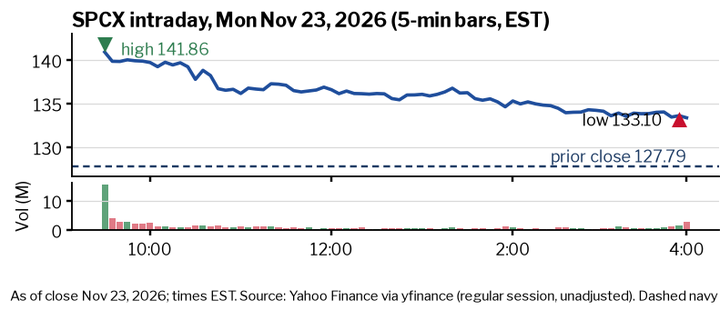 SPCX intraday, Mon Nov 23, 2026 (5-min bars, EST)
high 141.86
140
135
low 133.10
130
prior close 127.79
Vol (M)
10
0
10:00 12:00 2:00 4:00
As of close Nov 23, 2026; times EST. Source: Yahoo Finance via yfinance (regular session, unadjusted). Dashed navy